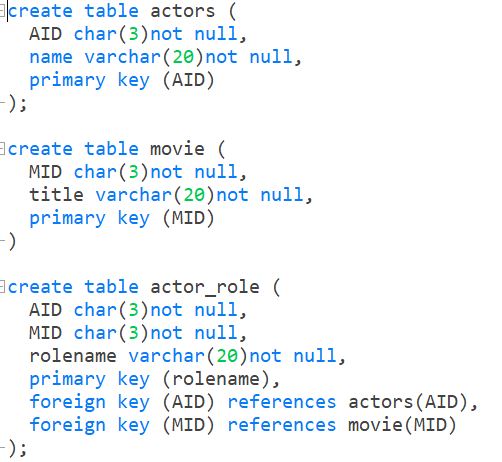 create table actors (
AID char(3)not null,
name varchar(20)not null,
primary key (AID)
);
create table movie (
MID char(3)not null,
title varchar(20)not null,
primary key (MID)
)
create table actor_role (
AID char(3)not null,
MID char(3)not null,
rolename varchar(20)not null,
primary key (rolename),
foreign key (AID) references actors(AID),
foreign key (MID) references movie(MID)
);